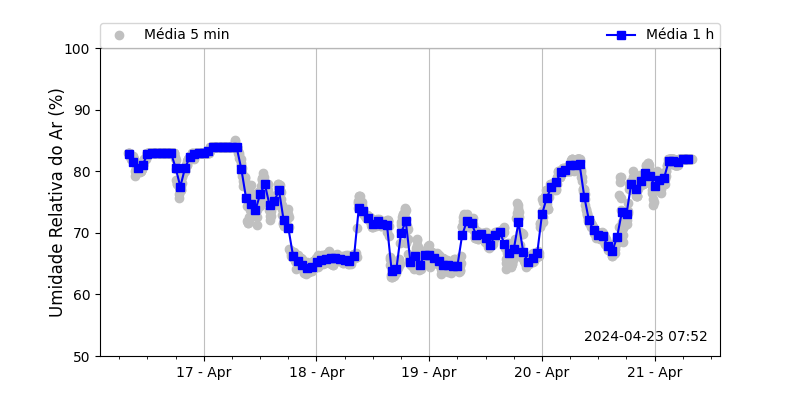 Média 5 min
Média 1 h
Umidade Relativa do Ar (%)
100
90
80
70
60
50
2024-04-23 07:52
17 - Apr
18 - Apr
19 - Apr
20 - Apr
21 - Apr